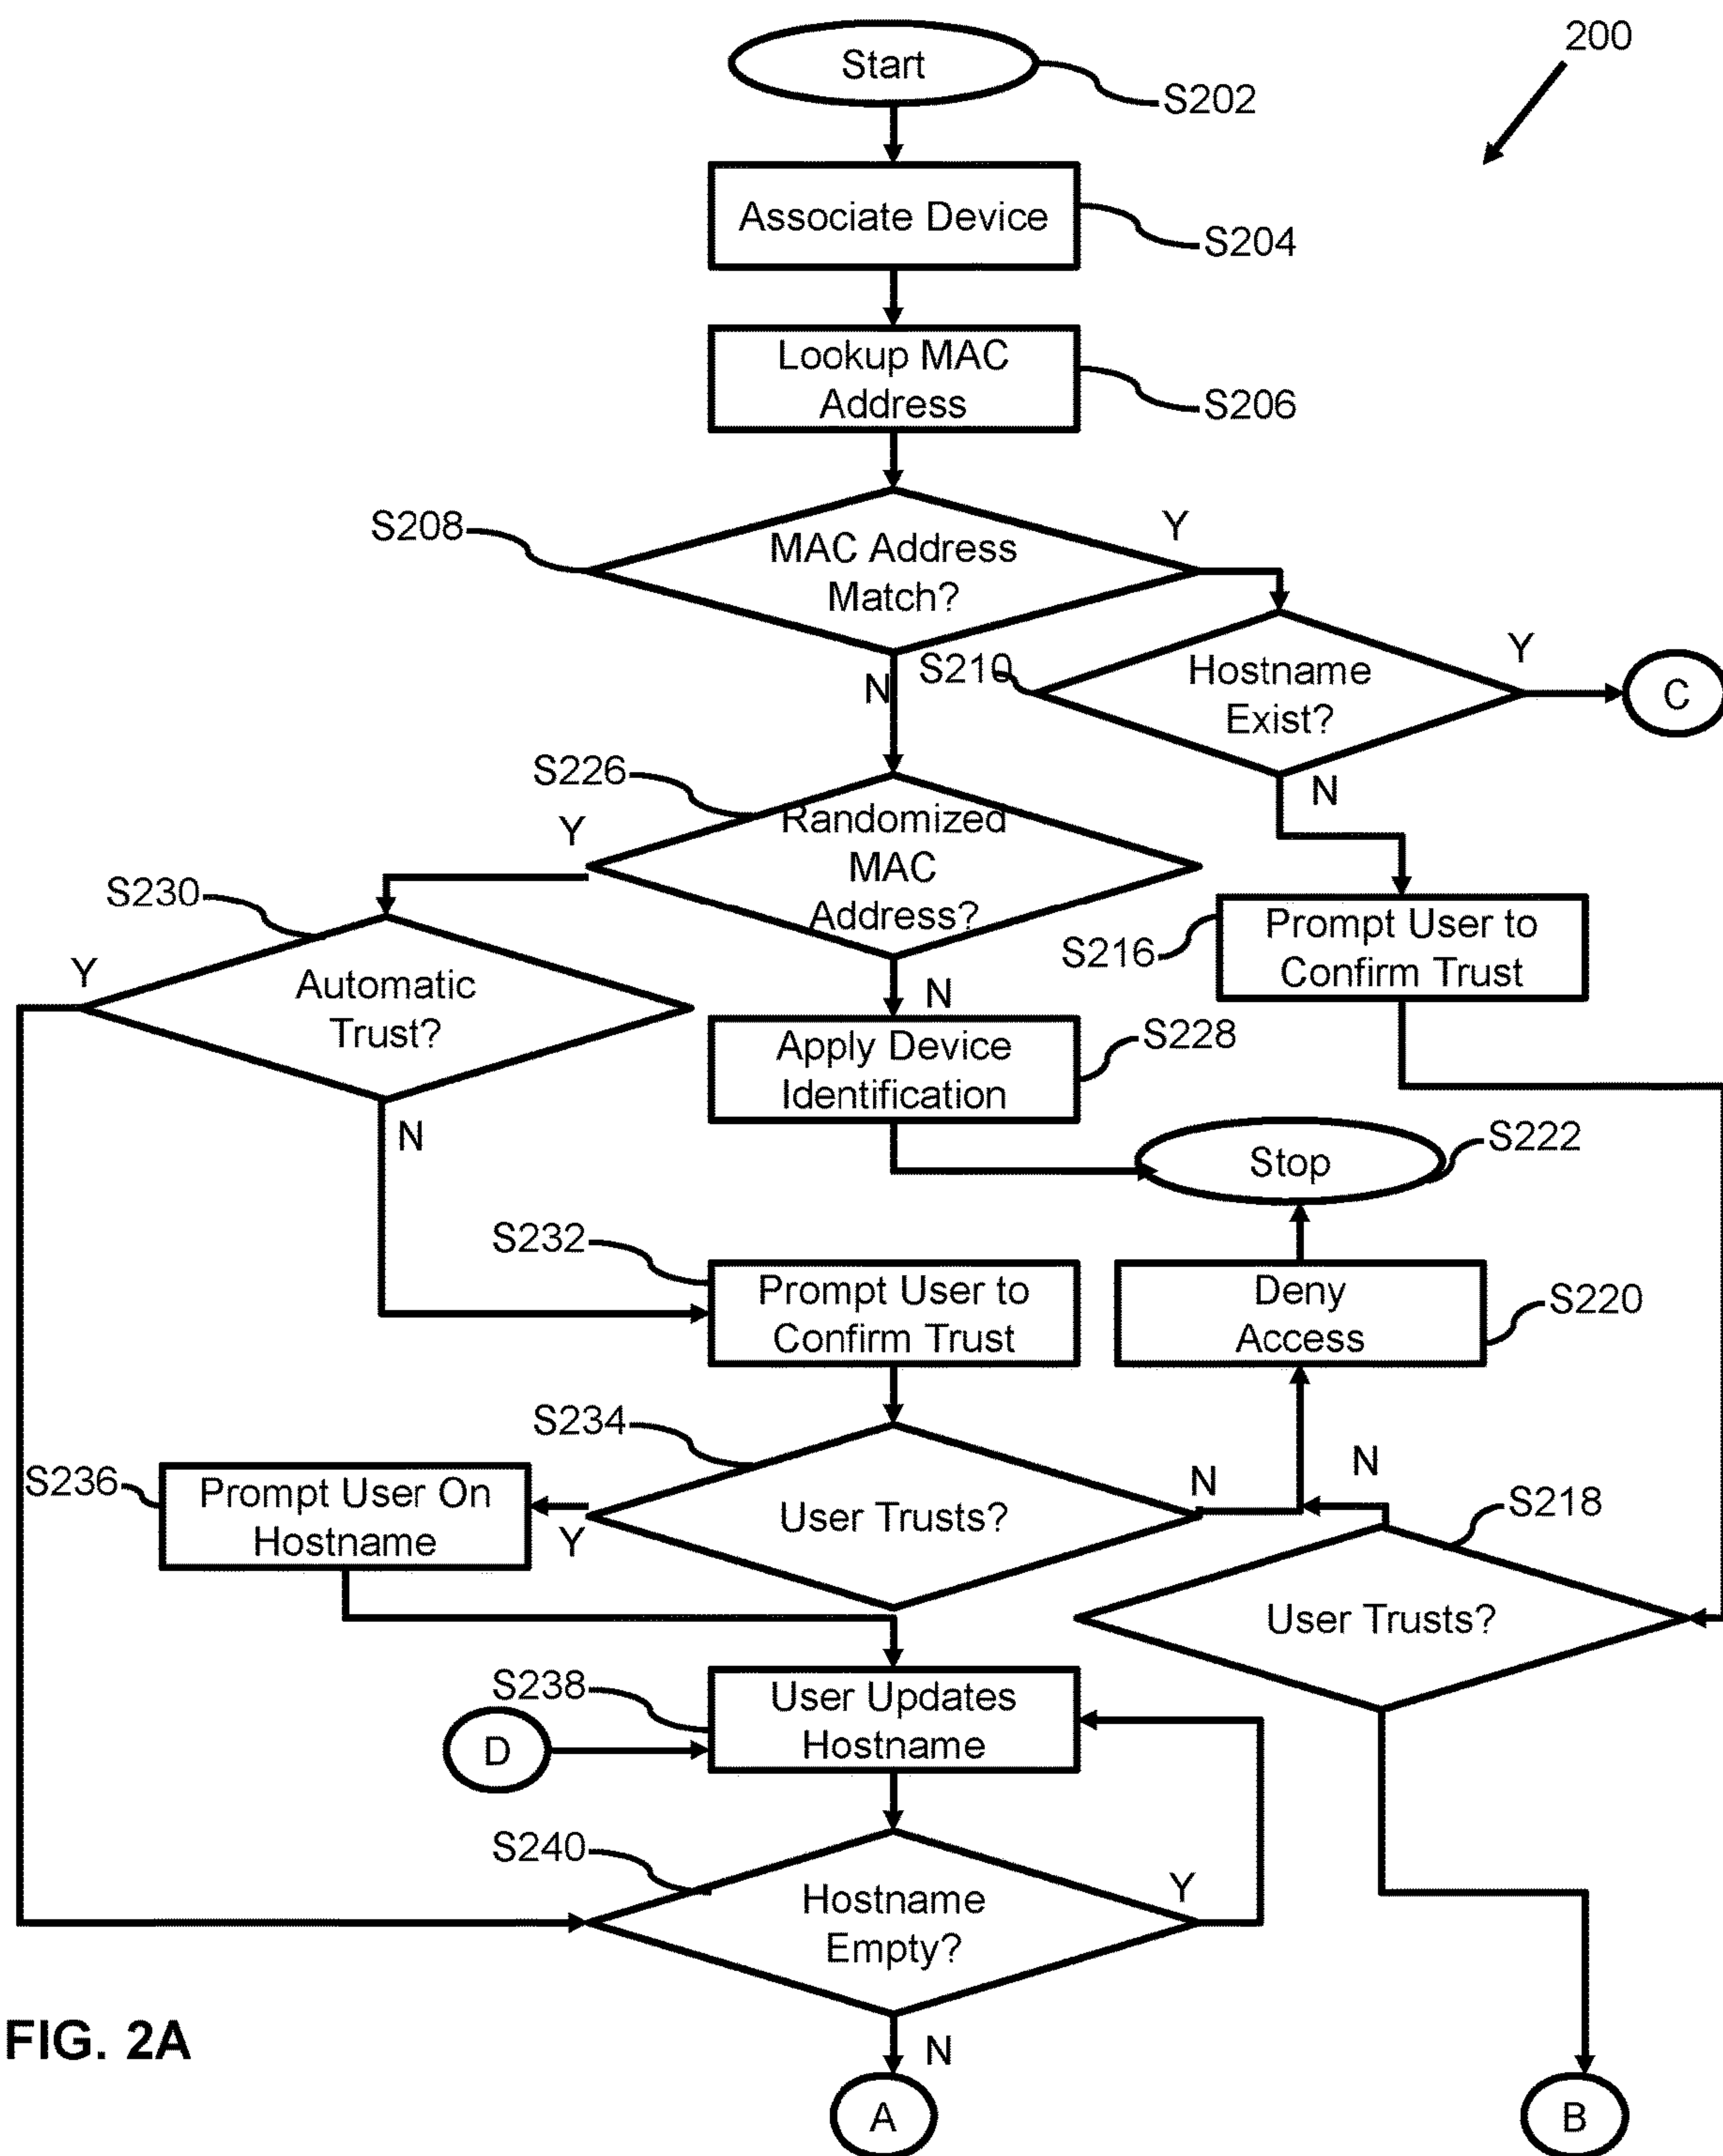 200
Start
S202
Associate Device
S204
Lookup MAC
Address
S206
S208
MAC Address
Match?
Y
N
S210
Hostname
Exist?
Y
C
N
S226
Randomized
MAC
Address?
Y
N
S230
Automatic
Trust?
Y
N
S216
Prompt User to
Confirm Trust
Apply Device
Identification
S228
Stop
S222
S232
Prompt User to
Confirm Trust
Deny
Access
S220
S234
User Trusts?
N
Y
N
S218
User Trusts?
S236
Prompt User On
Hostname
S238
User Updates
Hostname
D
S240
Hostname
Empty?
Y
N
A
B
FIG. 2A